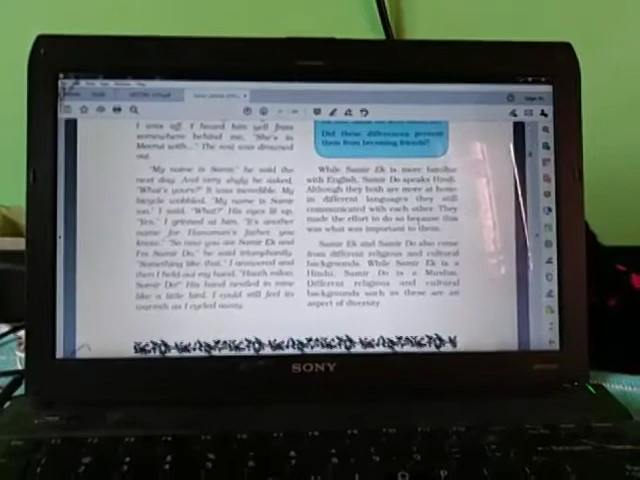 I was off. I heard him yell from
somewhere behind me, "She's in
Meerut with..." The rest was drowned
out.
"My name is Samir," he said the
next day. And very shyly he asked,
"What's yours?" It was incredible. My
bicycle wobbled. "My name is Samir
too," I said. "What?" His eyes lit up.
"Yes," I grinned at him. "It's another
name for Hanuman's father, you
know." "So now you are Samir Ek and
I'm Samir Do," he said triumphantly.
"Something like that," I answered and
then I held out my hand. "Haath milao,
Samir Do!" His hand nestled in mine
like a little bird. I could still feel its
warmth as I cycled away.
Did these differences prevent
them from becoming friends?
While Samir Ek is more familiar
with English, Samir Do speaks Hindi.
Although they both are more at home
in different languages they still
communicated with each other. They
made the effort to do so because this
was what was important to them.
Samir Ek and Samir Do also come
from different religious and cultural
backgrounds. While Samir Ek is a
Hindu, Samir Do is a Muslim.
Different religious and cultural
backgrounds such as these are an
aspect of diversity.
SONY